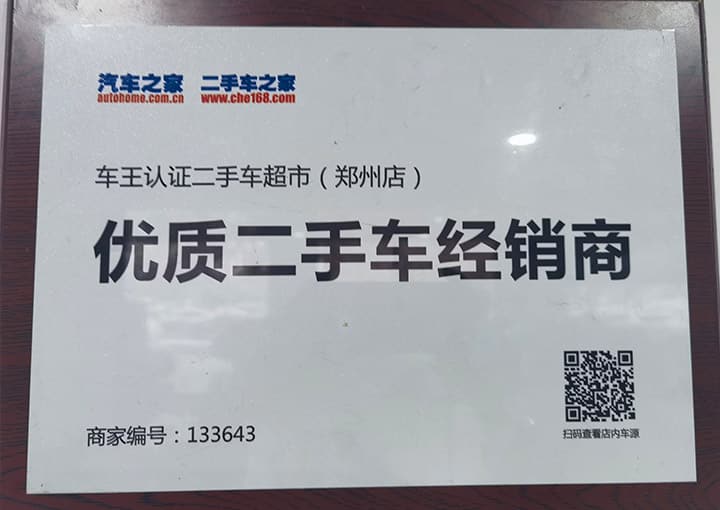 汽车之家 二手车之家
autohome.com.cn www.che168.com
车王认证二手车超市（郑州店）
优质二手车经销商
商家编号：133643
扫码查看店内车源